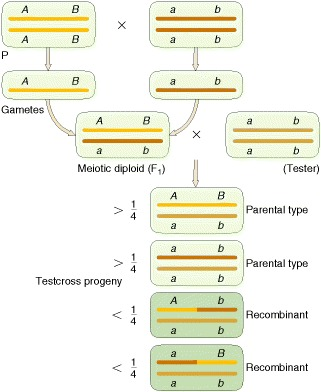 A B a b
×
A B a b
P
A B a b
Gametes
A B a b
×
a b a b
Meiotic diploid (F1) (Tester)
A B
> 1/4 Parental type
a b
a b
> 1/4 Parental type
a b
Testcross progeny
A b
< 1/4 Recombinant
a b
a B
< 1/4 Recombinant
a b